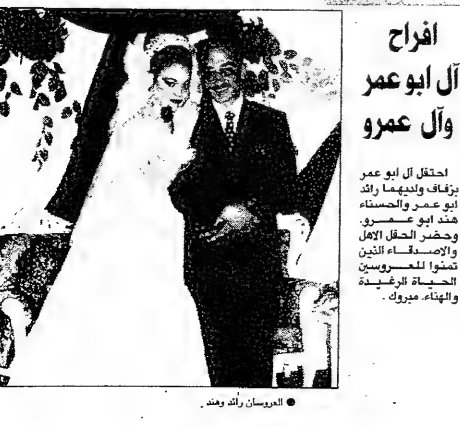 افراح
آل ابو عمر
وآل عمرو
احتفل آل ابو عمر
بزفاف ولديهما رائد
ابو عمر والحسناء
هند ابو عمرو.
وحضر الحفل الاهل
والاصدقاء الذين
تمنوا للعروسين
الحياة الرغيدة
والهناء. مبروك.
● العروسان رائد وهند